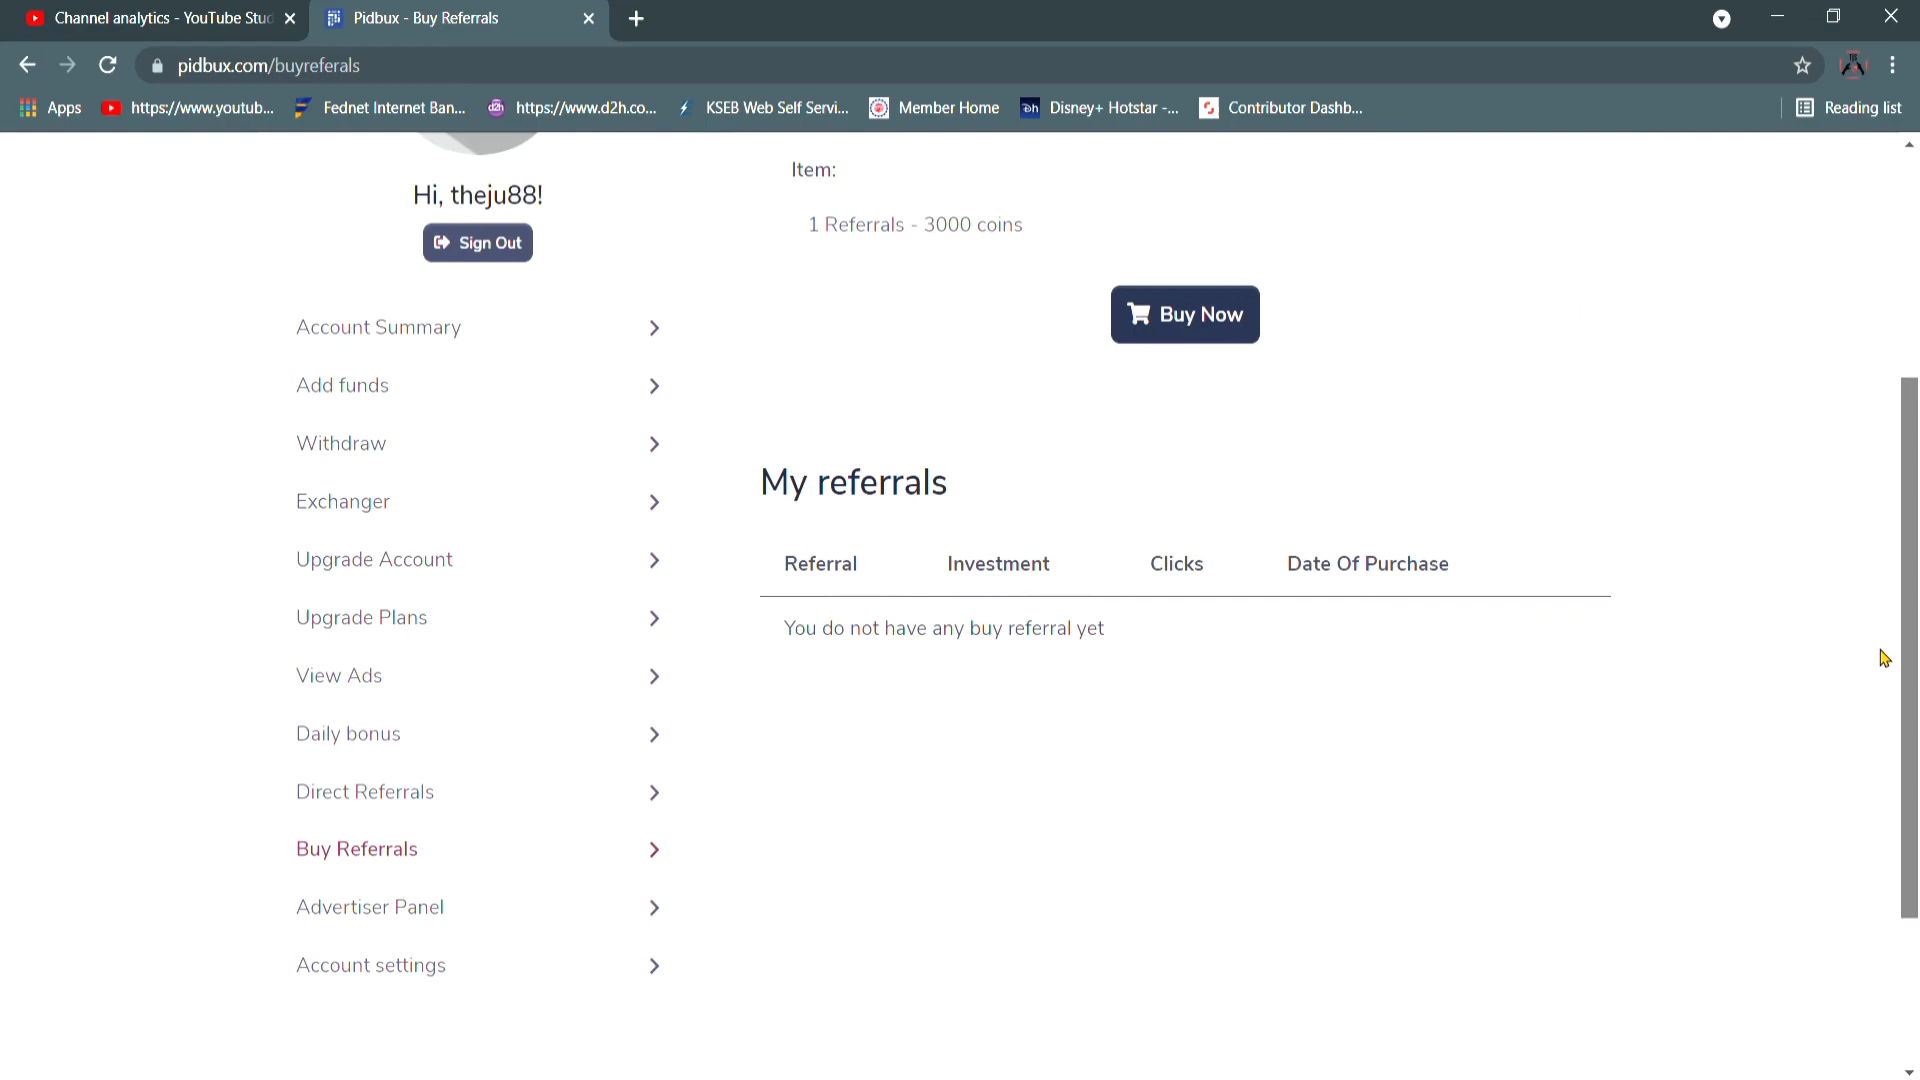 Channel analytics - YouTube Stu
Pidbux - Buy Referrals
pidbux.com/buyreferals
Apps
https://www.youtub...
Fednet Internet Ban...
https://www.d2h.co...
KSEB Web Self Servi...
Member Home
Disney+ Hotstar -...
Contributor Dashb...
Reading list
Hi, theju88!
Sign Out
Account Summary
Add funds
Withdraw
Exchanger
Upgrade Account
Upgrade Plans
View Ads
Daily bonus
Direct Referrals
Buy Referrals
Advertiser Panel
Account settings
Item:
1 Referrals - 3000 coins
Buy Now
My referrals
Referral Investment Clicks Date Of Purchase
You do not have any buy referral yet